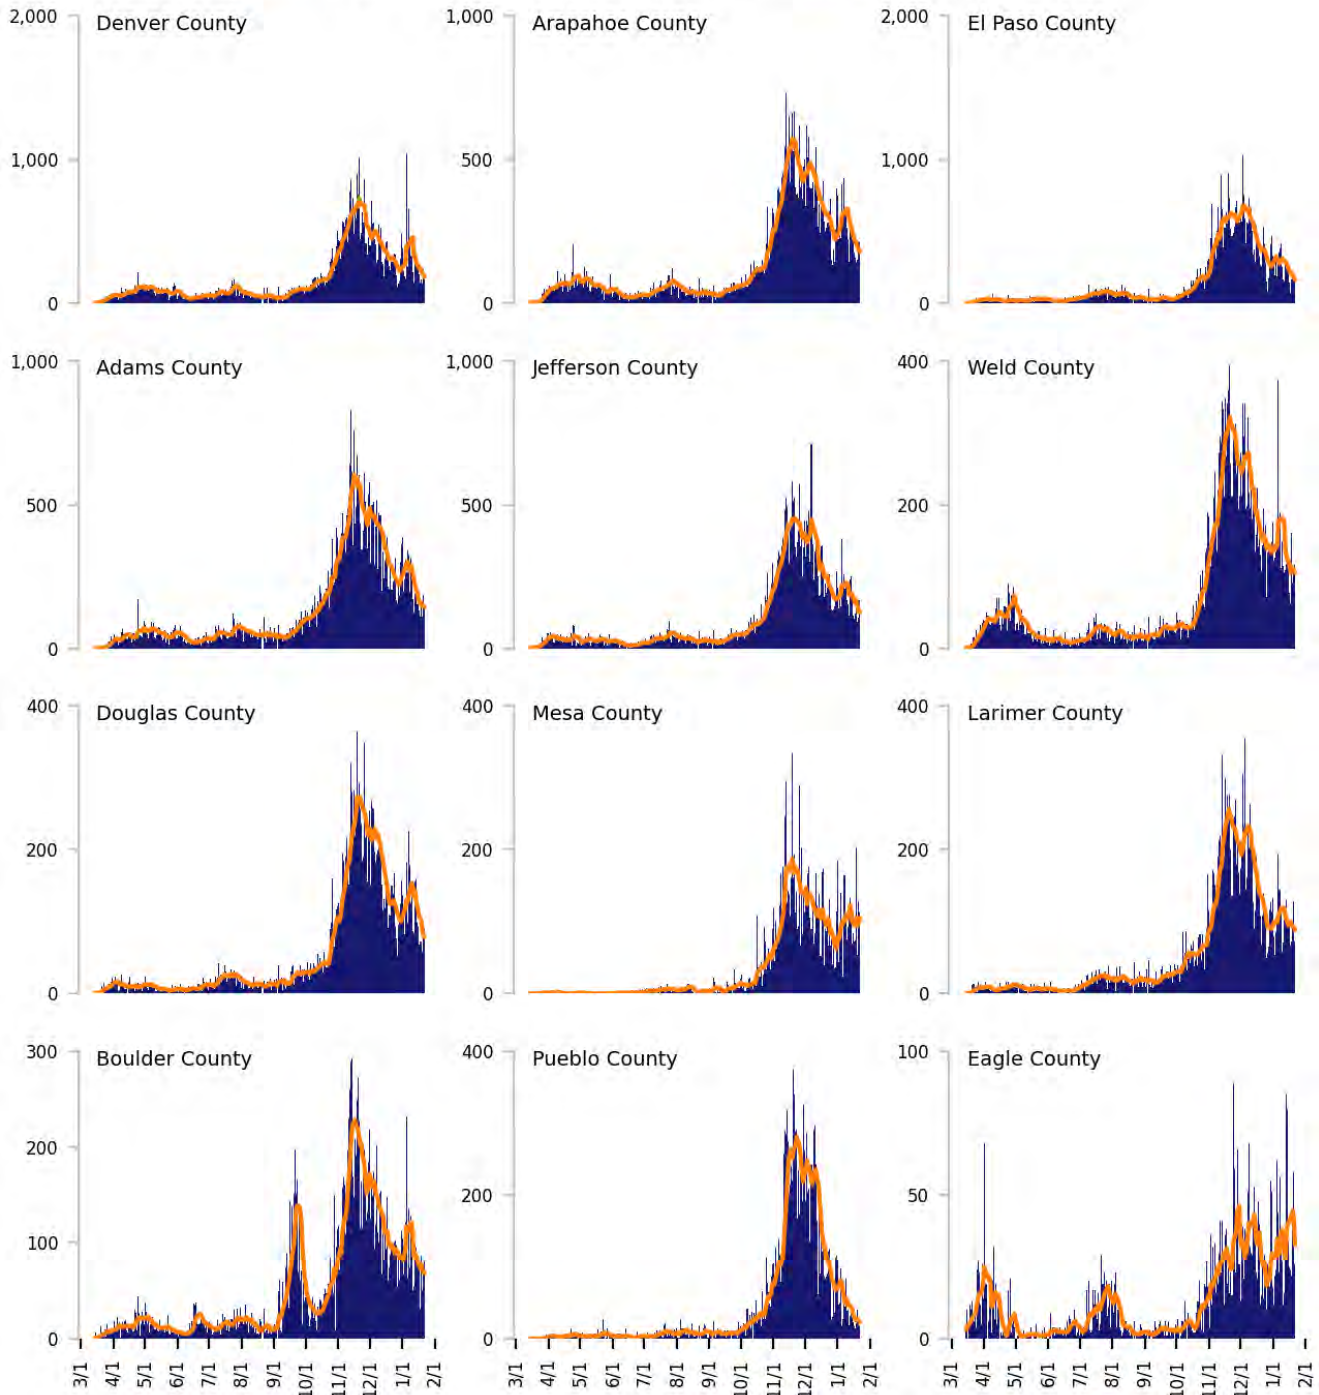 2,000 Denver County 1,000 Arapahoe County 2,000 El Paso County
1,000 500 1,000
0 0 0
1,000 Adams County 1,000 Jefferson County 400 Weld County
500 500 200
0 0 0
400 Douglas County 400 Mesa County 400 Larimer County
200 200 200
0 0 0
300 Boulder County 400 Pueblo County 100 Eagle County
200
200 50
100
0 0 0
3/1 4/1 5/1 6/1 7/1 8/1 9/1 10/1 11/1 12/1 1/1 2/1 3/1 4/1 5/1 6/1 7/1 8/1 9/1 10/1 11/1 12/1 1/1 2/1 3/1 4/1 5/1 6/1 7/1 8/1 9/1 10/1 11/1 12/1 1/1 2/1